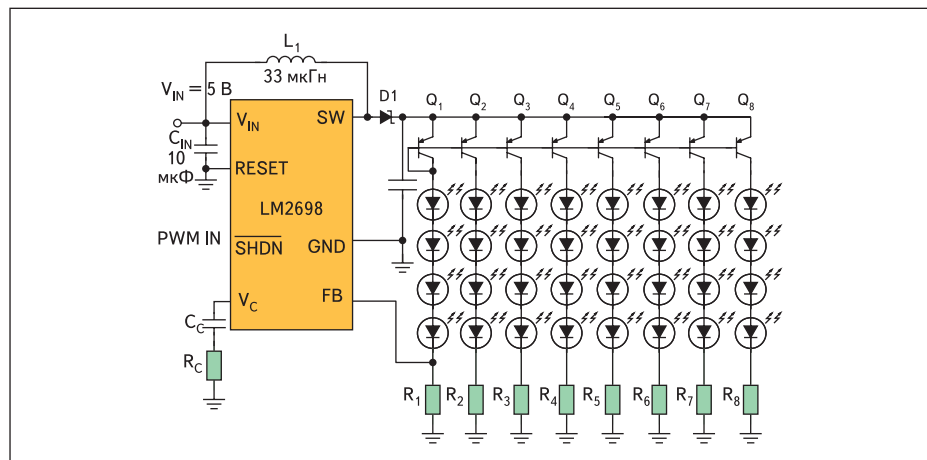 L1
33 мкГн
VIN = 5 В
D1
Q1 Q2 Q3 Q4 Q5 Q6 Q7 Q8
VIN
SW
CIN
10
мкФ
RESET
LM2698
PWM IN
SHDN
GND
VC
FB
CC
RC
R1 R2 R3 R4 R5 R6 R7 R8